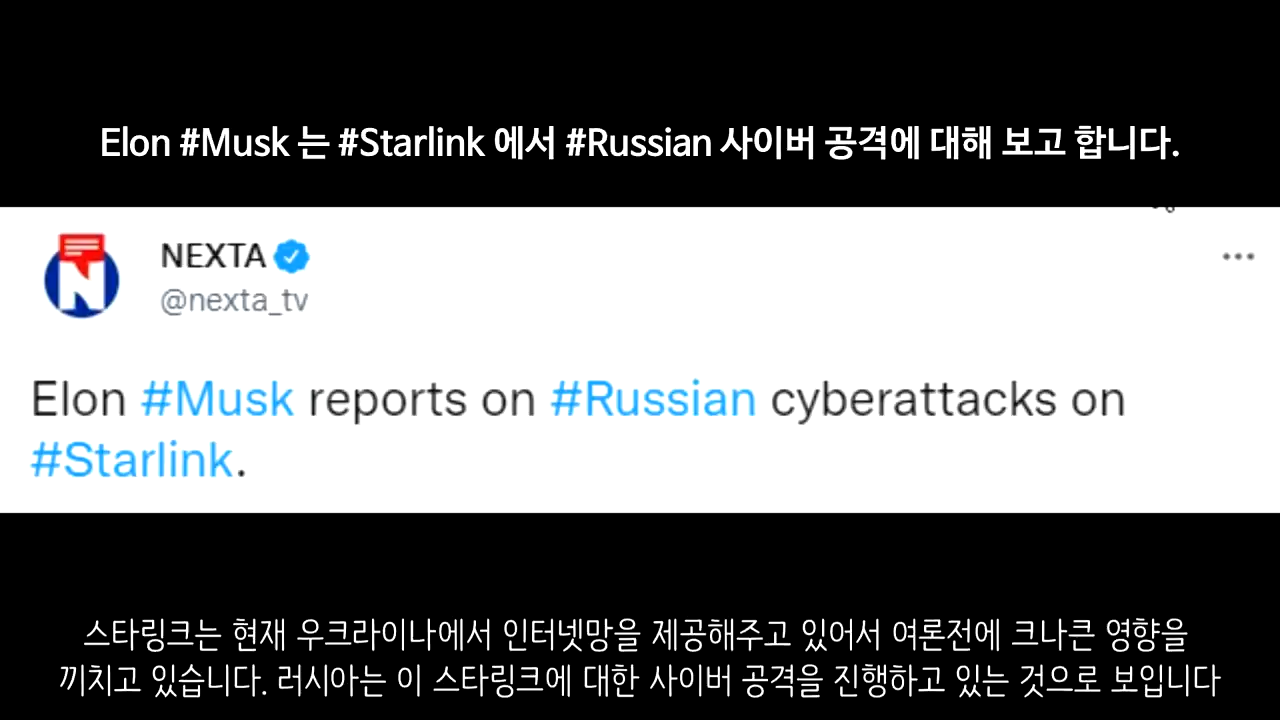 Elon #Musk 는 #Starlink 에서 #Russian 사이버 공격에 대해 보고 합니다.
NEXTA
@nexta_tv
Elon #Musk reports on #Russian cyberattacks on
#Starlink.
스타링크는 현재 우크라이나에서 인터넷망을 제공해주고 있어서 여론전에 크나큰 영향을
끼치고 있습니다. 러시아는 이 스타링크에 대한 사이버 공격을 진행하고 있는 것으로 보입니다